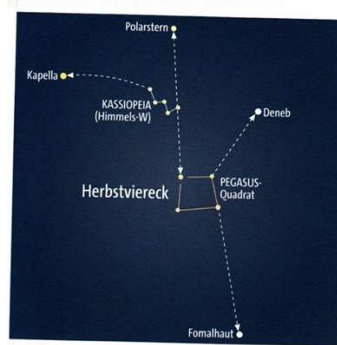 Polarstern
Kapella
KASSIOPEIA
(Himmels-W)
Deneb
Herbstviereck
PEGASUS-
Quadrat
Fomalhaut